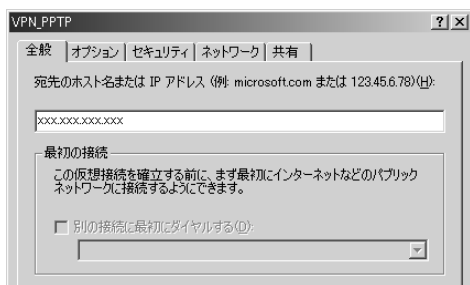 VPN_PPTP
全般 オプション セキュリティ ネットワーク 共有
宛先のホスト名または IP アドレス (例: microsoft.com または 123.45.6.78)(H):
xxx.xxx.xxx.xxx
最初の接続
この仮想接続を確立する前に、まず最初にインターネットなどのパブリック
ネットワークに接続するようにできます。
別の接続に最初にダイヤルする(D):